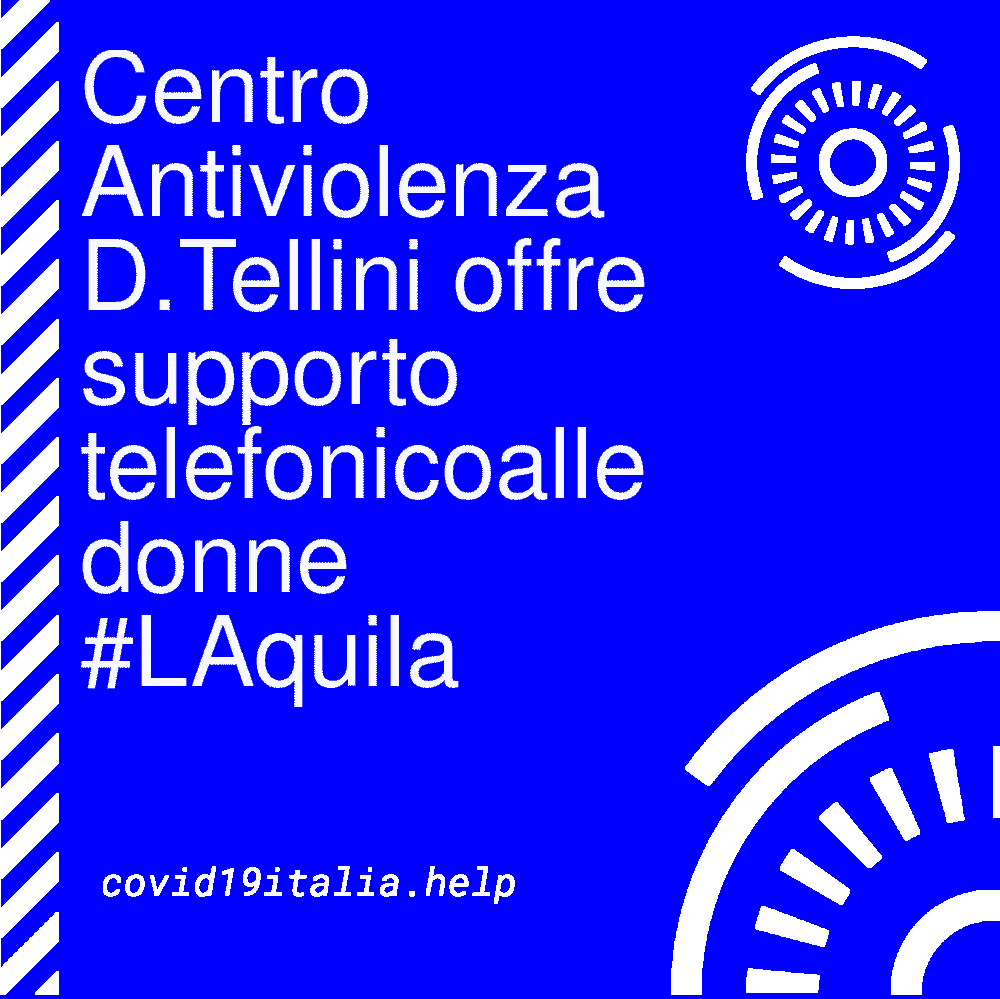 Centro
Antiviolenza
D.Tellini offre
supporto
telefonicoalle
donne
#LAquila
covid19italia.help